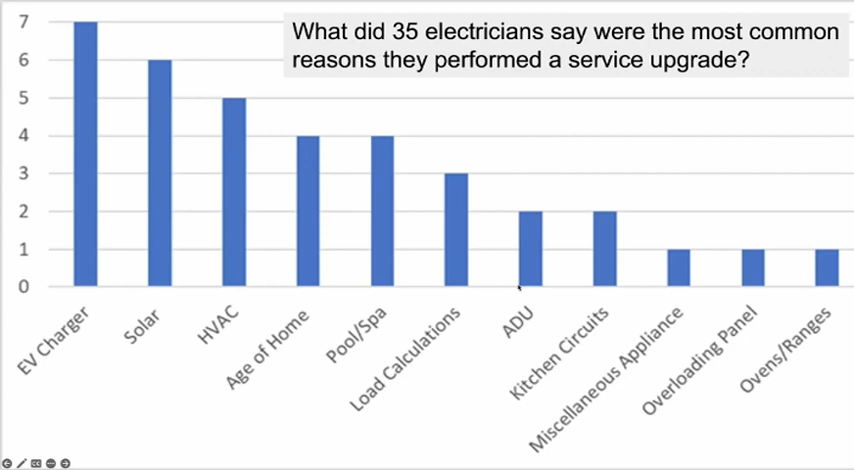 What did 35 electricians say were the most common
reasons they performed a service upgrade?
7
6
5
4
3
2
1
0
EV Charger
Solar
HVAC
Age of Home
Pool/Spa
Load Calculations
ADU
Kitchen Circuits
Miscellaneous Appliance
Overloading Panel
Ovens/Ranges